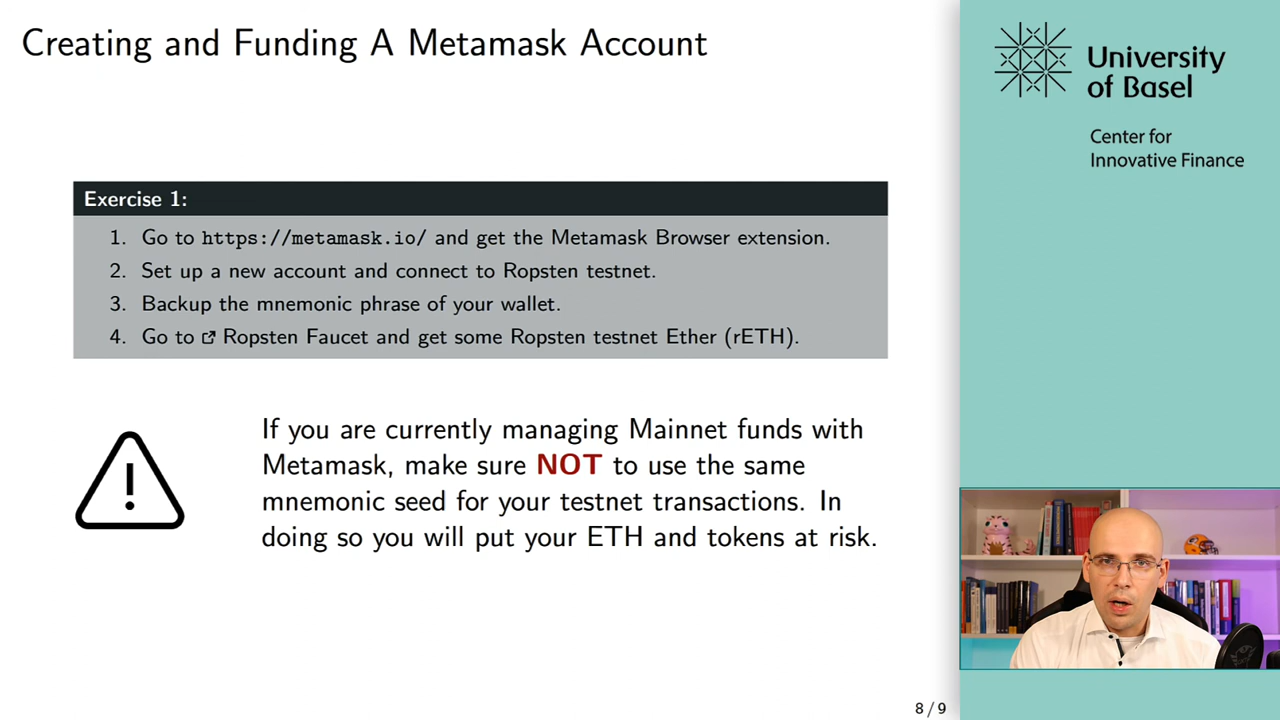 Creating and Funding A Metamask Account
Exercise 1:
1. Go to https://metamask.io/ and get the Metamask Browser extension.
2. Set up a new account and connect to Ropsten testnet.
3. Backup the mnemonic phrase of your wallet.
4. Go to Ropsten Faucet and get some Ropsten testnet Ether (rETH).
!
If you are currently managing Mainnet funds with
Metamask, make sure NOT to use the same
mnemonic seed for your testnet transactions. In
doing so you will put your ETH and tokens at risk.
8 / 9
University
of Basel
Center for
Innovative Finance